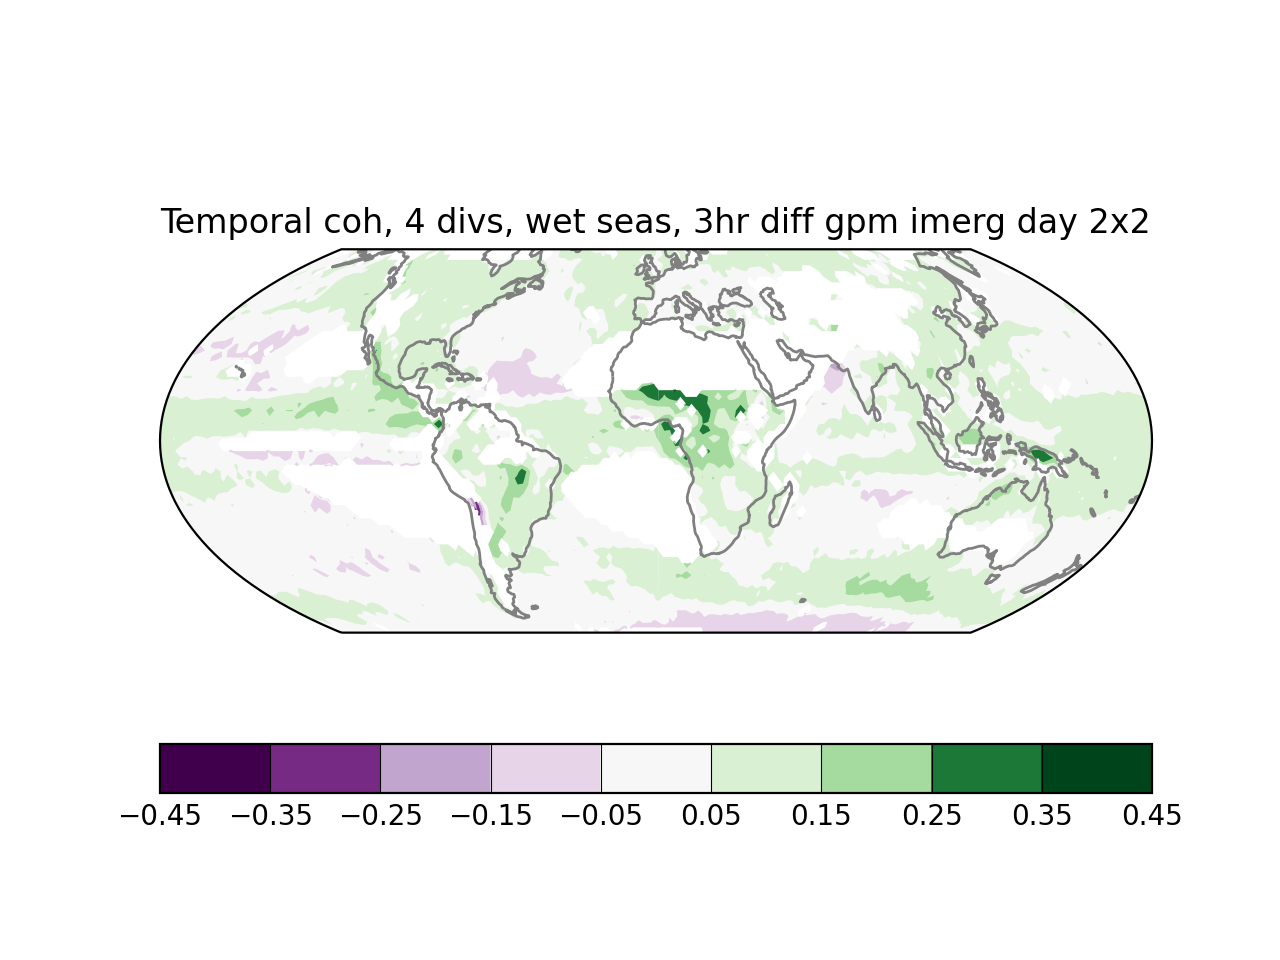 Temporal coh, 4 divs, wet seas, 3hr diff gpm imerg day 2x2
−0.45 −0.35 −0.25 −0.15 −0.05 0.05 0.15 0.25 0.35 0.45